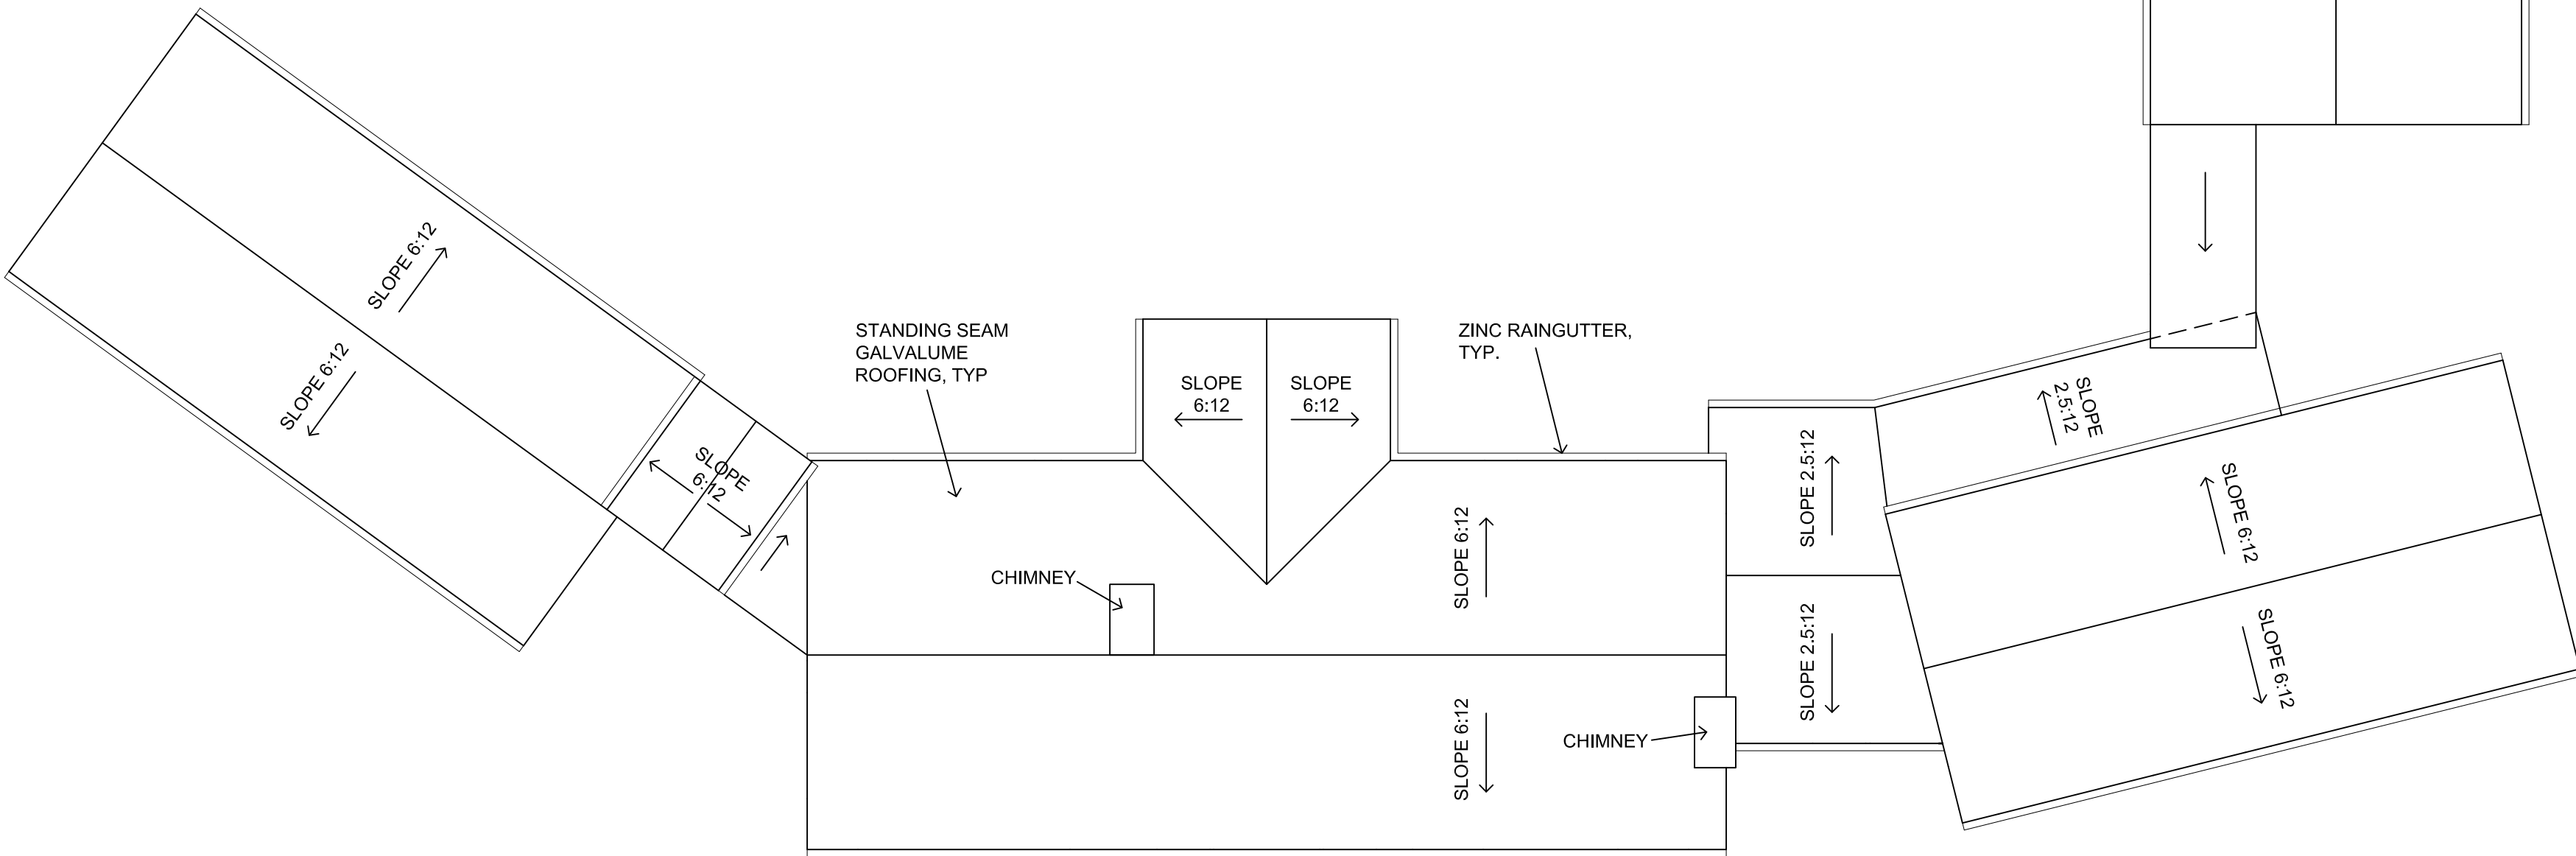 SLOPE 6:12
SLOPE 6:12
SLOPE
6:12
STANDING SEAM
GALVALUME
ROOFING, TYP
SLOPE
6:12
SLOPE
6:12
ZINC RAINGUTTER,
TYP.
CHIMNEY
SLOPE 6:12
SLOPE 6:12
CHIMNEY
SLOPE 2.5:12
SLOPE 2.5:12
SLOPE
2.5:12
SLOPE 6:12
SLOPE 6:12